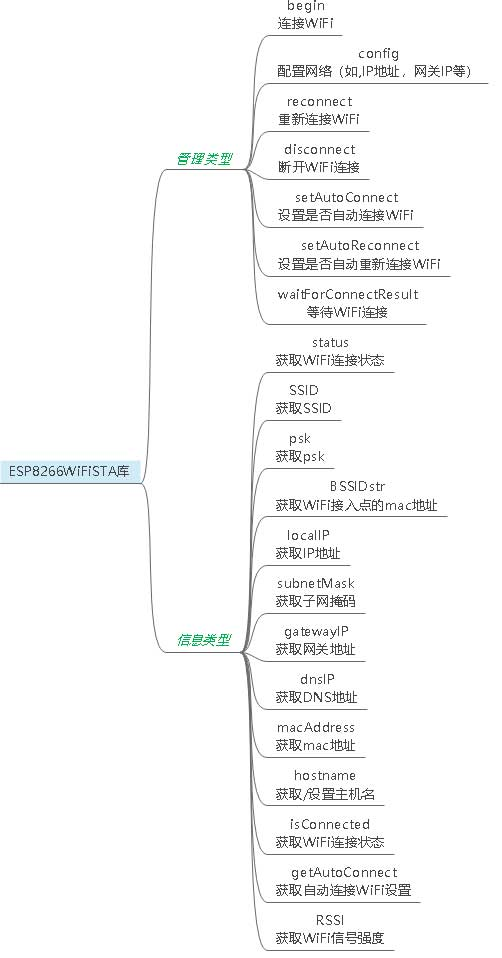 ESP8266WiFiSTA库
管理类型
begin
连接WiFi
config
配置网络（如,IP地址，网关IP等）
reconnect
重新连接WiFi
disconnect
断开WiFi连接
setAutoConnect
设置是否自动连接WiFi
setAutoReconnect
设置是否自动重新连接WiFi
waitForConnectResult
等待WiFi连接
信息类型
status
获取WiFi连接状态
SSID
获取SSID
psk
获取psk
BSSIDstr
获取WiFi接入点的mac地址
localIP
获取IP地址
subnetMask
获取子网掩码
gatewayIP
获取网关地址
dnsIP
获取DNS地址
macAddress
获取mac地址
hostname
获取/设置主机名
isConnected
获取WiFi连接状态
getAutoConnect
获取自动连接WiFi设置
RSSI
获取WiFi信号强度